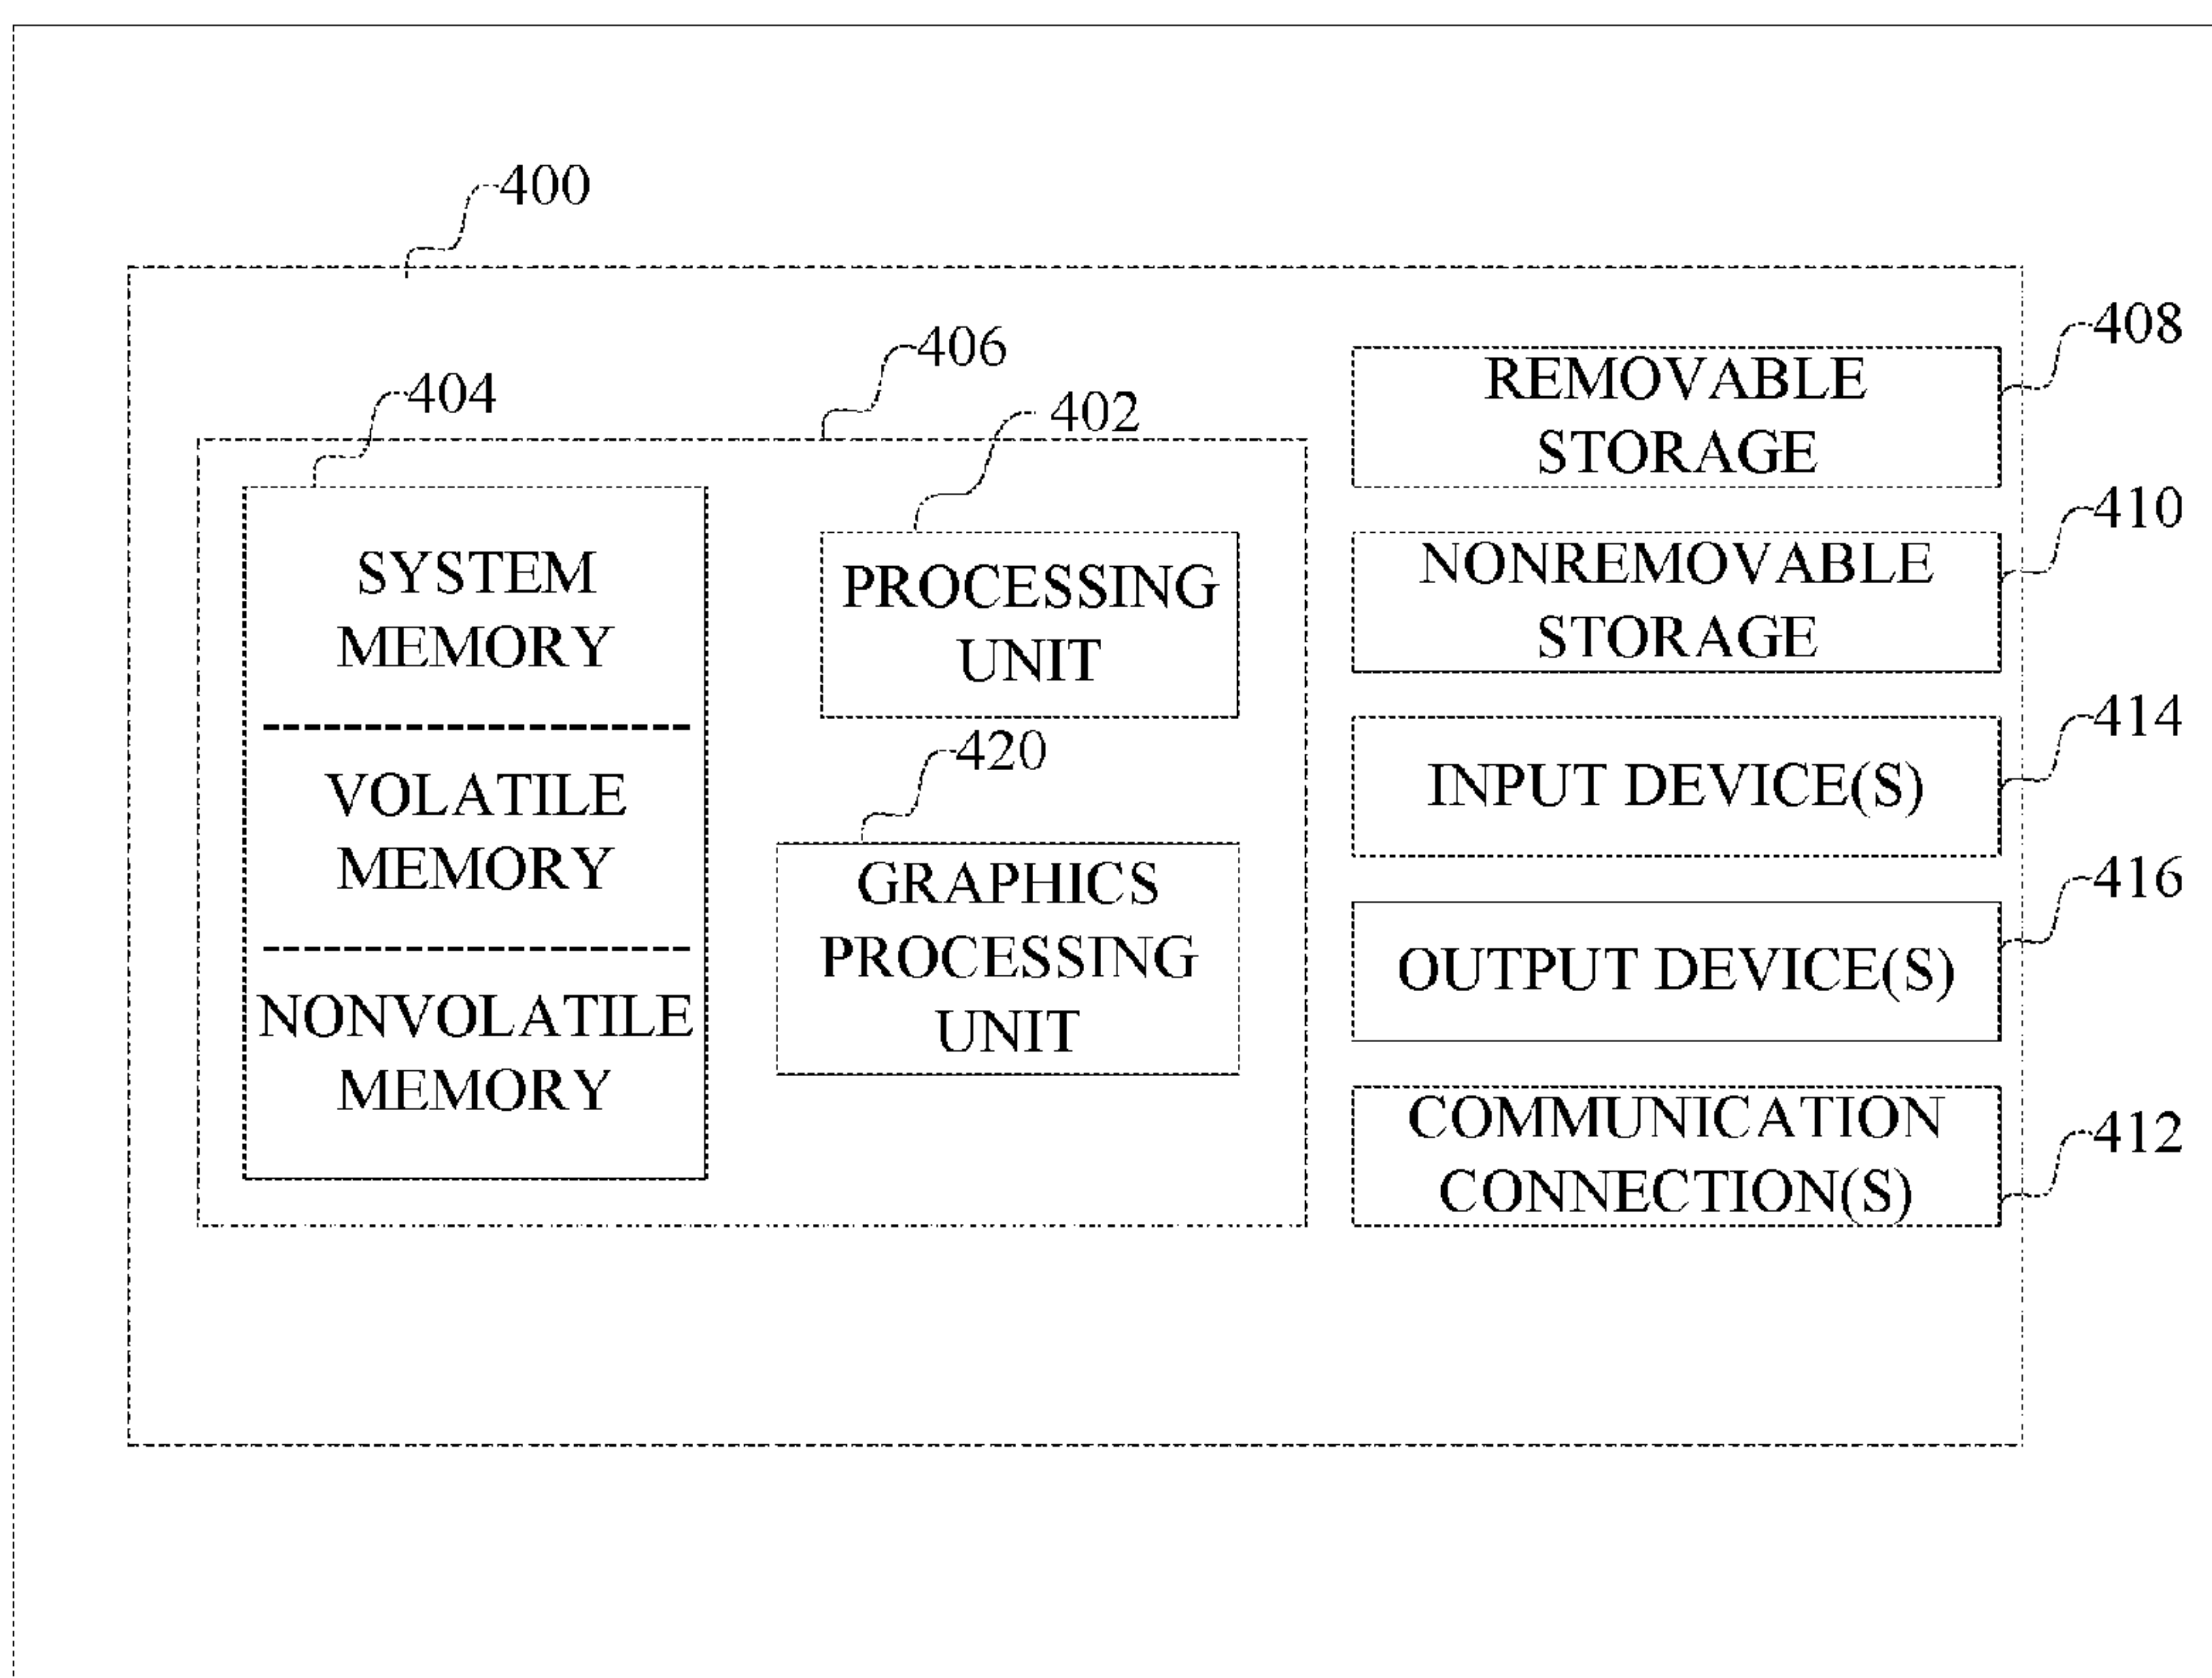 400
406
404
402
SYSTEM
MEMORY
VOLATILE
MEMORY
NONVOLATILE
MEMORY
PROCESSING
UNIT
420
GRAPHICS
PROCESSING
UNIT
408
REMOVABLE
STORAGE
410
NONREMOVABLE
STORAGE
414
INPUT DEVICE(S)
416
OUTPUT DEVICE(S)
412
COMMUNICATION
CONNECTION(S)